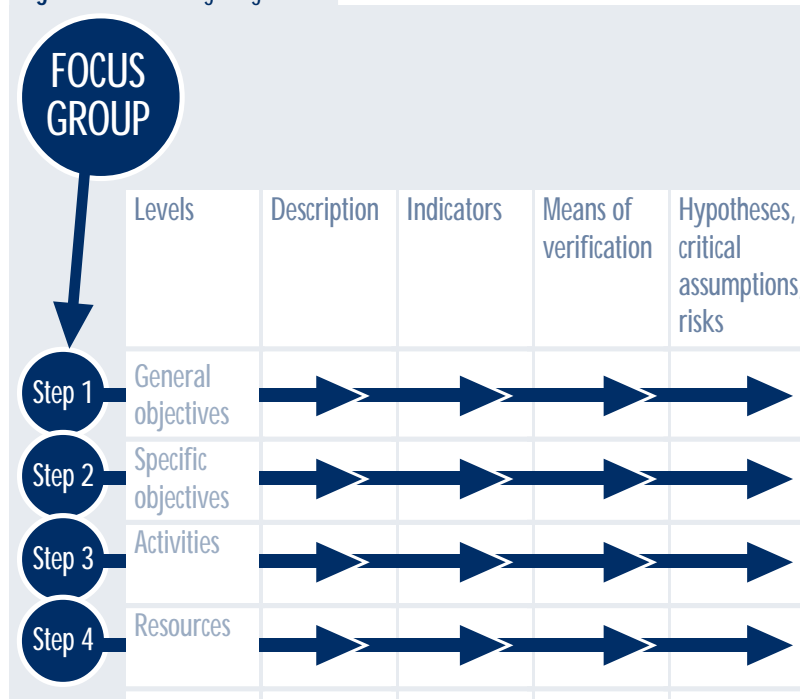 FOCUS
GROUP
Levels
Description
Indicators
Means of
verification
Hypotheses,
critical
assumptions
risks
Step 1
General
objectives
Step 2
Specific
objectives
Step 3
Activities
Step 4
Resources